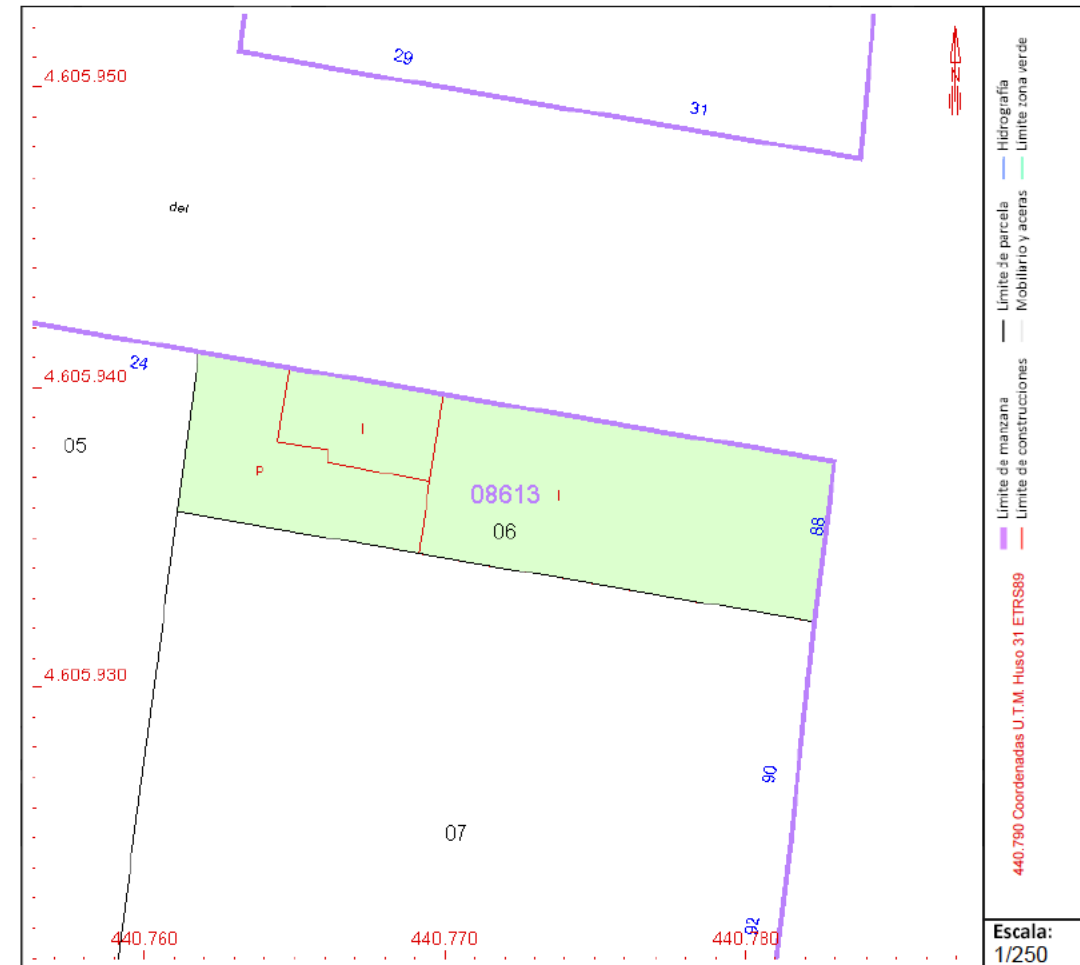 29
4.605.950
31
del
24
4.605.940
05
I
P
08613 I
06
88
4.605.930
90
07
92
440.760
440.770
440.780
Límite de manzana
Límite de parcela
Hidrografía
Límite de construcciones
Mobiliario y aceras
Límite zona verde
440.790 Coordenadas U.T.M. Huso 31 ETRS89
N
Escala:
1/250